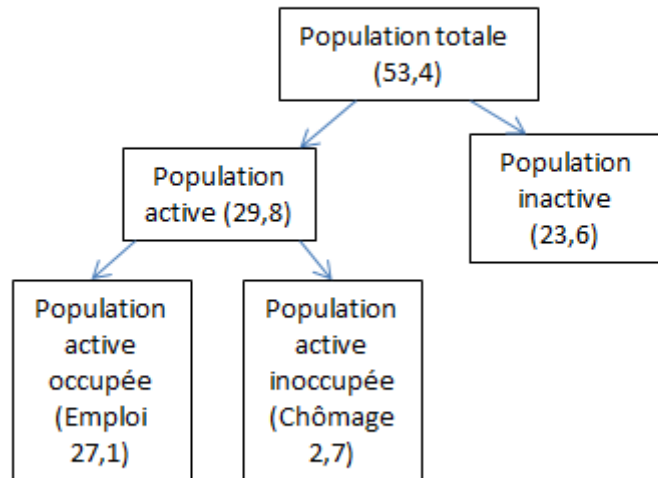 Population totale
(53,4)
Population
active (29,8)
Population
inactive
(23,6)
Population
active
occupée
(Emploi
27,1)
Population
active
inoccupée
(Chômage
2,7)